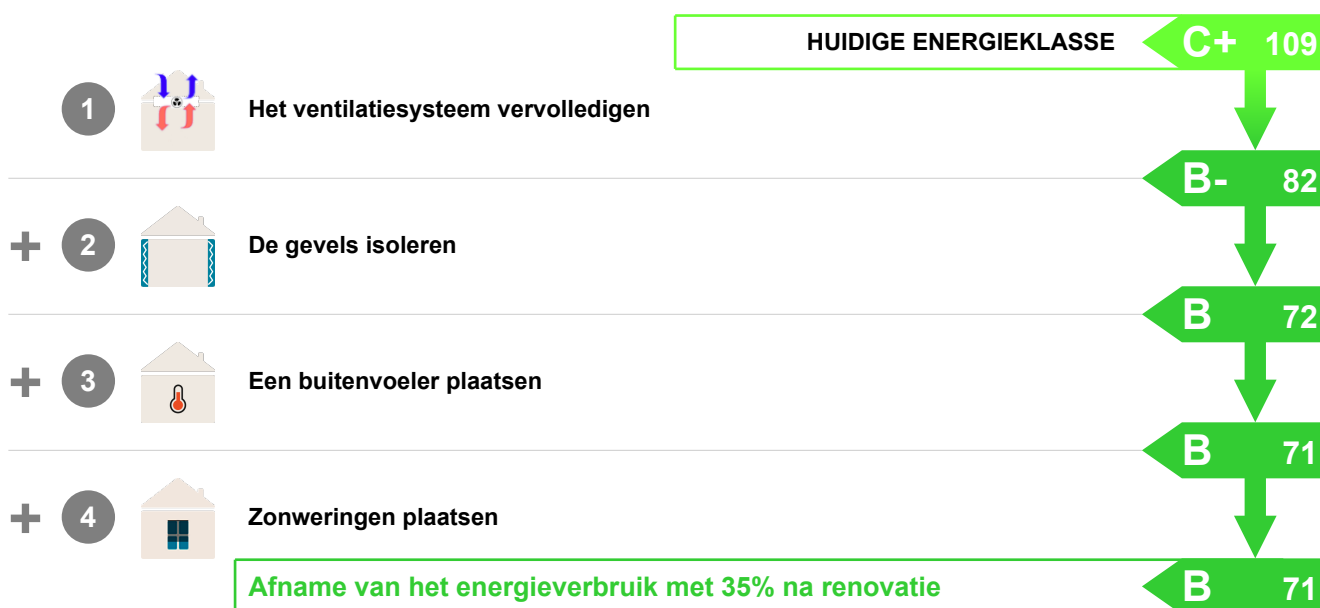 HUIDIGE ENERGIEKLASSE C+ 109
1 Het ventilatiesysteem vervolledigen
B- 82
+ 2 De gevels isoleren
B 72
+ 3 Een buitenvoeler plaatsen
B 71
+ 4 Zonweringen plaatsen
Afname van het energieverbruik met 35% na renovatie B 71